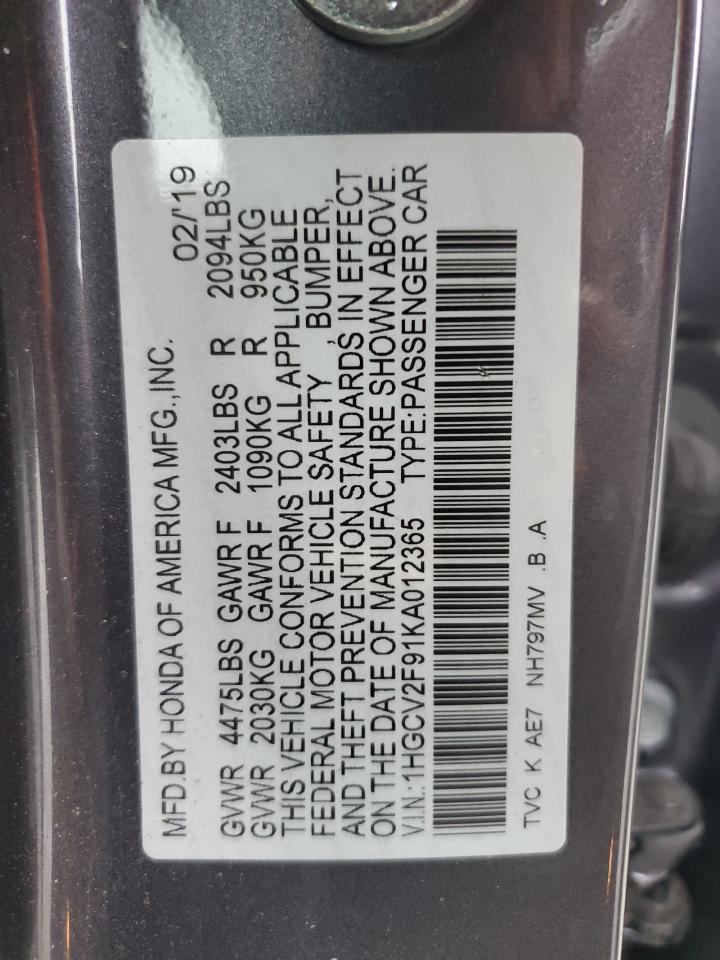 MFD.BY HONDA OF AMERICA MFG.,INC. 02/'19
GVWR 4475LBS GAWR F 2403LBS R 2094LBS
GVWR 2030KG GAWR F 1090KG R 950KG
THIS VEHICLE CONFORMS TO ALL APPLICABLE
FEDERAL MOTOR VEHICLE SAFETY , BUMPER,
AND THEFT PREVENTION STANDARDS IN EFFECT
ON THE DATE OF MANUFACTURE SHOWN ABOVE.
V.I.N.:1HGCV2F91KA012365 TYPE:PASSENGER CAR
TVC K AE7 NH797MV .B .A